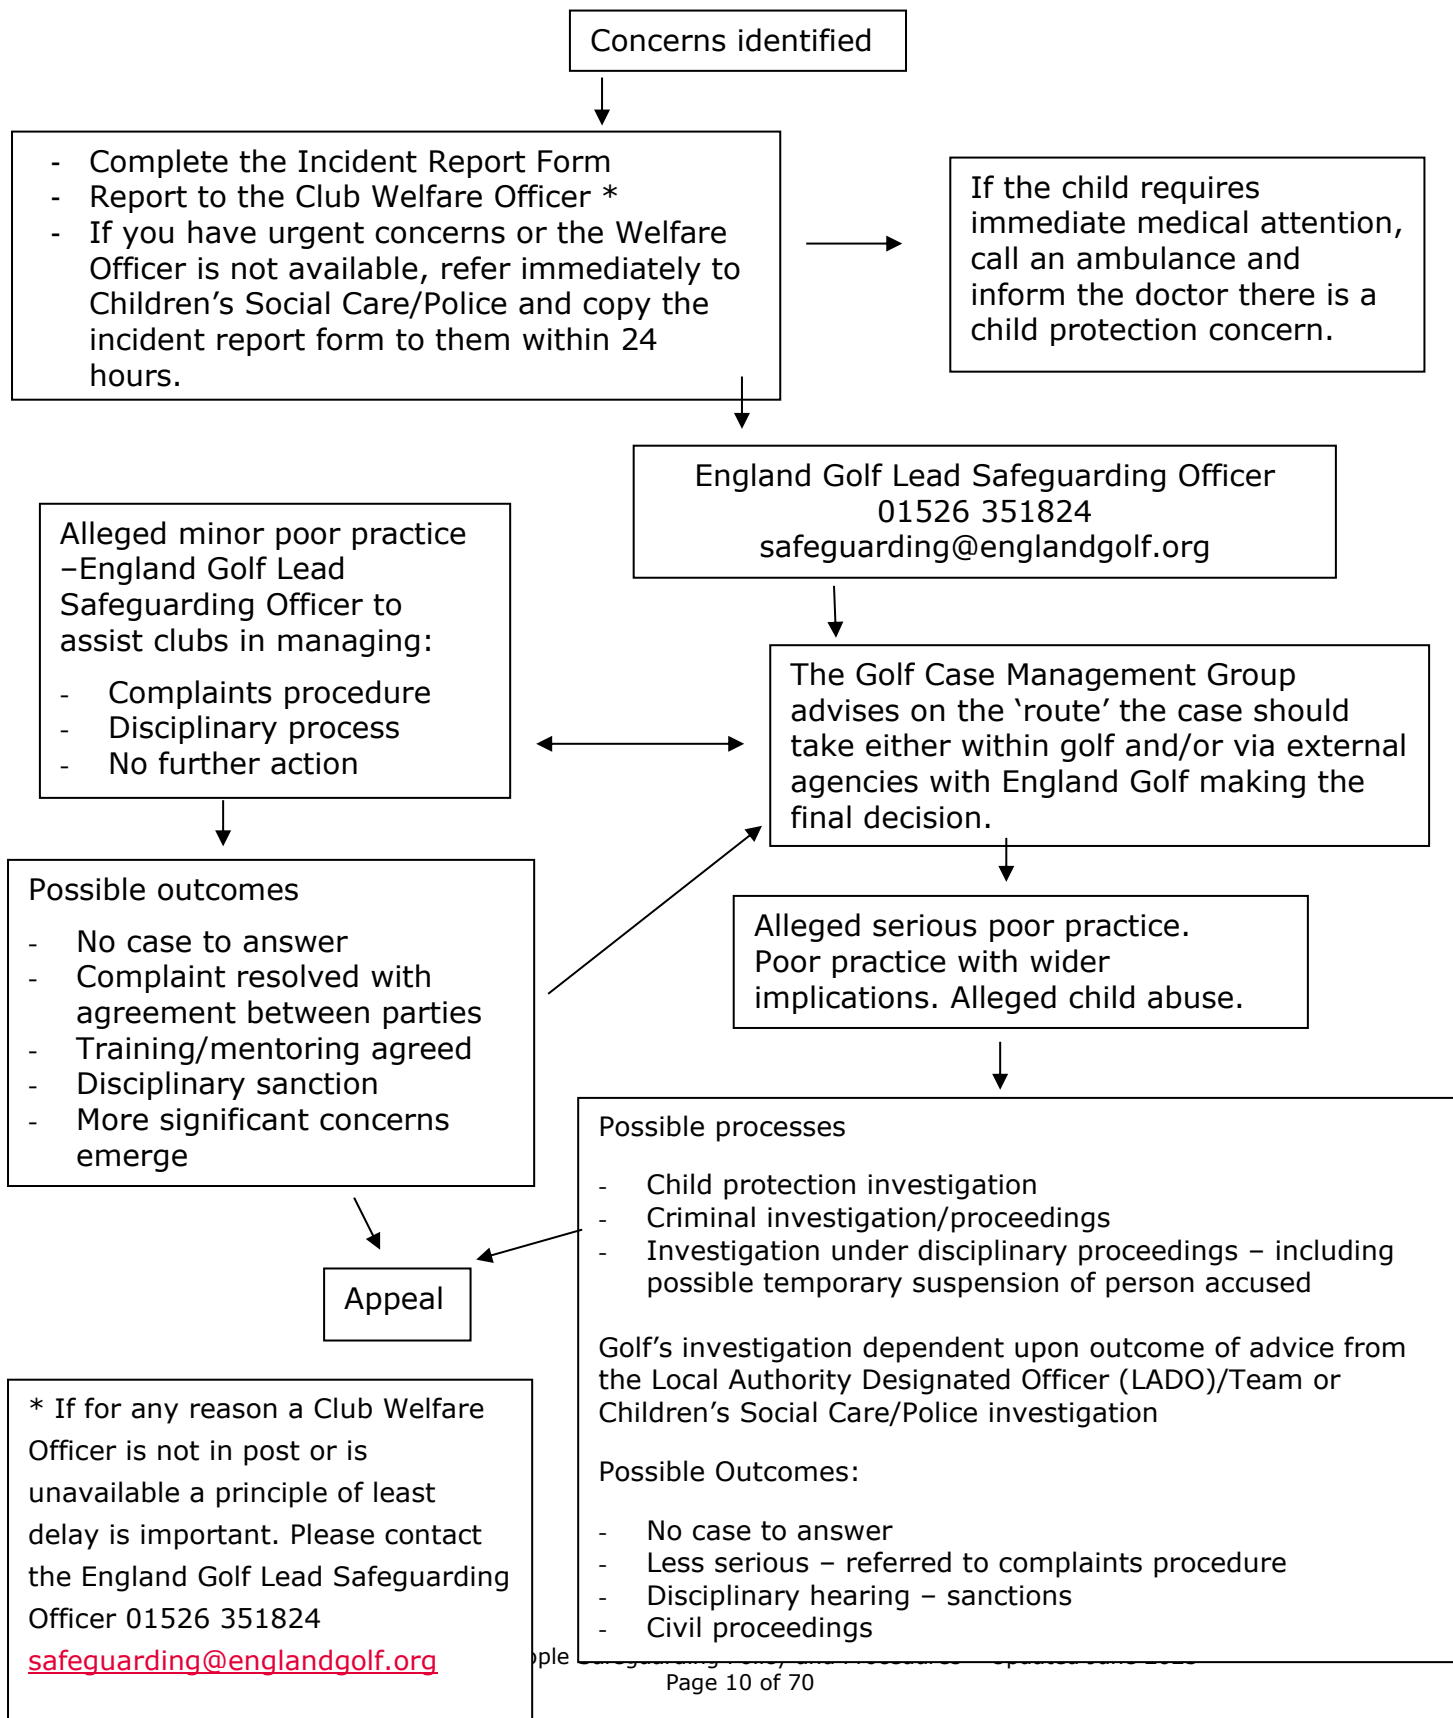 Concerns identified
- Complete the Incident Report Form
- Report to the Club Welfare Officer *
- If you have urgent concerns or the Welfare
Officer is not available, refer immediately to
Children’s Social Care/Police and copy the
incident report form to them within 24
hours.
If the child requires
immediate medical attention,
call an ambulance and
inform the doctor there is a
child protection concern.
England Golf Lead Safeguarding Officer
01526 351824
safeguarding@englandgolf.org
Alleged minor poor practice
–England Golf Lead
Safeguarding Officer to
assist clubs in managing:
- Complaints procedure
- Disciplinary process
- No further action
The Golf Case Management Group
advises on the ‘route’ the case should
take either within golf and/or via external
agencies with England Golf making the
final decision.
Possible outcomes
- No case to answer
- Complaint resolved with
agreement between parties
- Training/mentoring agreed
- Disciplinary sanction
- More significant concerns
emerge
Alleged serious poor practice.
Poor practice with wider
implications. Alleged child abuse.
Possible processes
- Child protection investigation
- Criminal investigation/proceedings
- Investigation under disciplinary proceedings – including
possible temporary suspension of person accused
Golf’s investigation dependent upon outcome of advice from
the Local Authority Designated Officer (LADO)/Team or
Children’s Social Care/Police investigation
Possible Outcomes:
- No case to answer
- Less serious – referred to complaints procedure
- Disciplinary hearing – sanctions
- Civil proceedings
Appeal
* If for any reason a Club Welfare
Officer is not in post or is
unavailable a principle of least
delay is important. Please contact
the England Golf Lead Safeguarding
Officer 01526 351824
safeguarding@englandgolf.org
Page 10 of 70